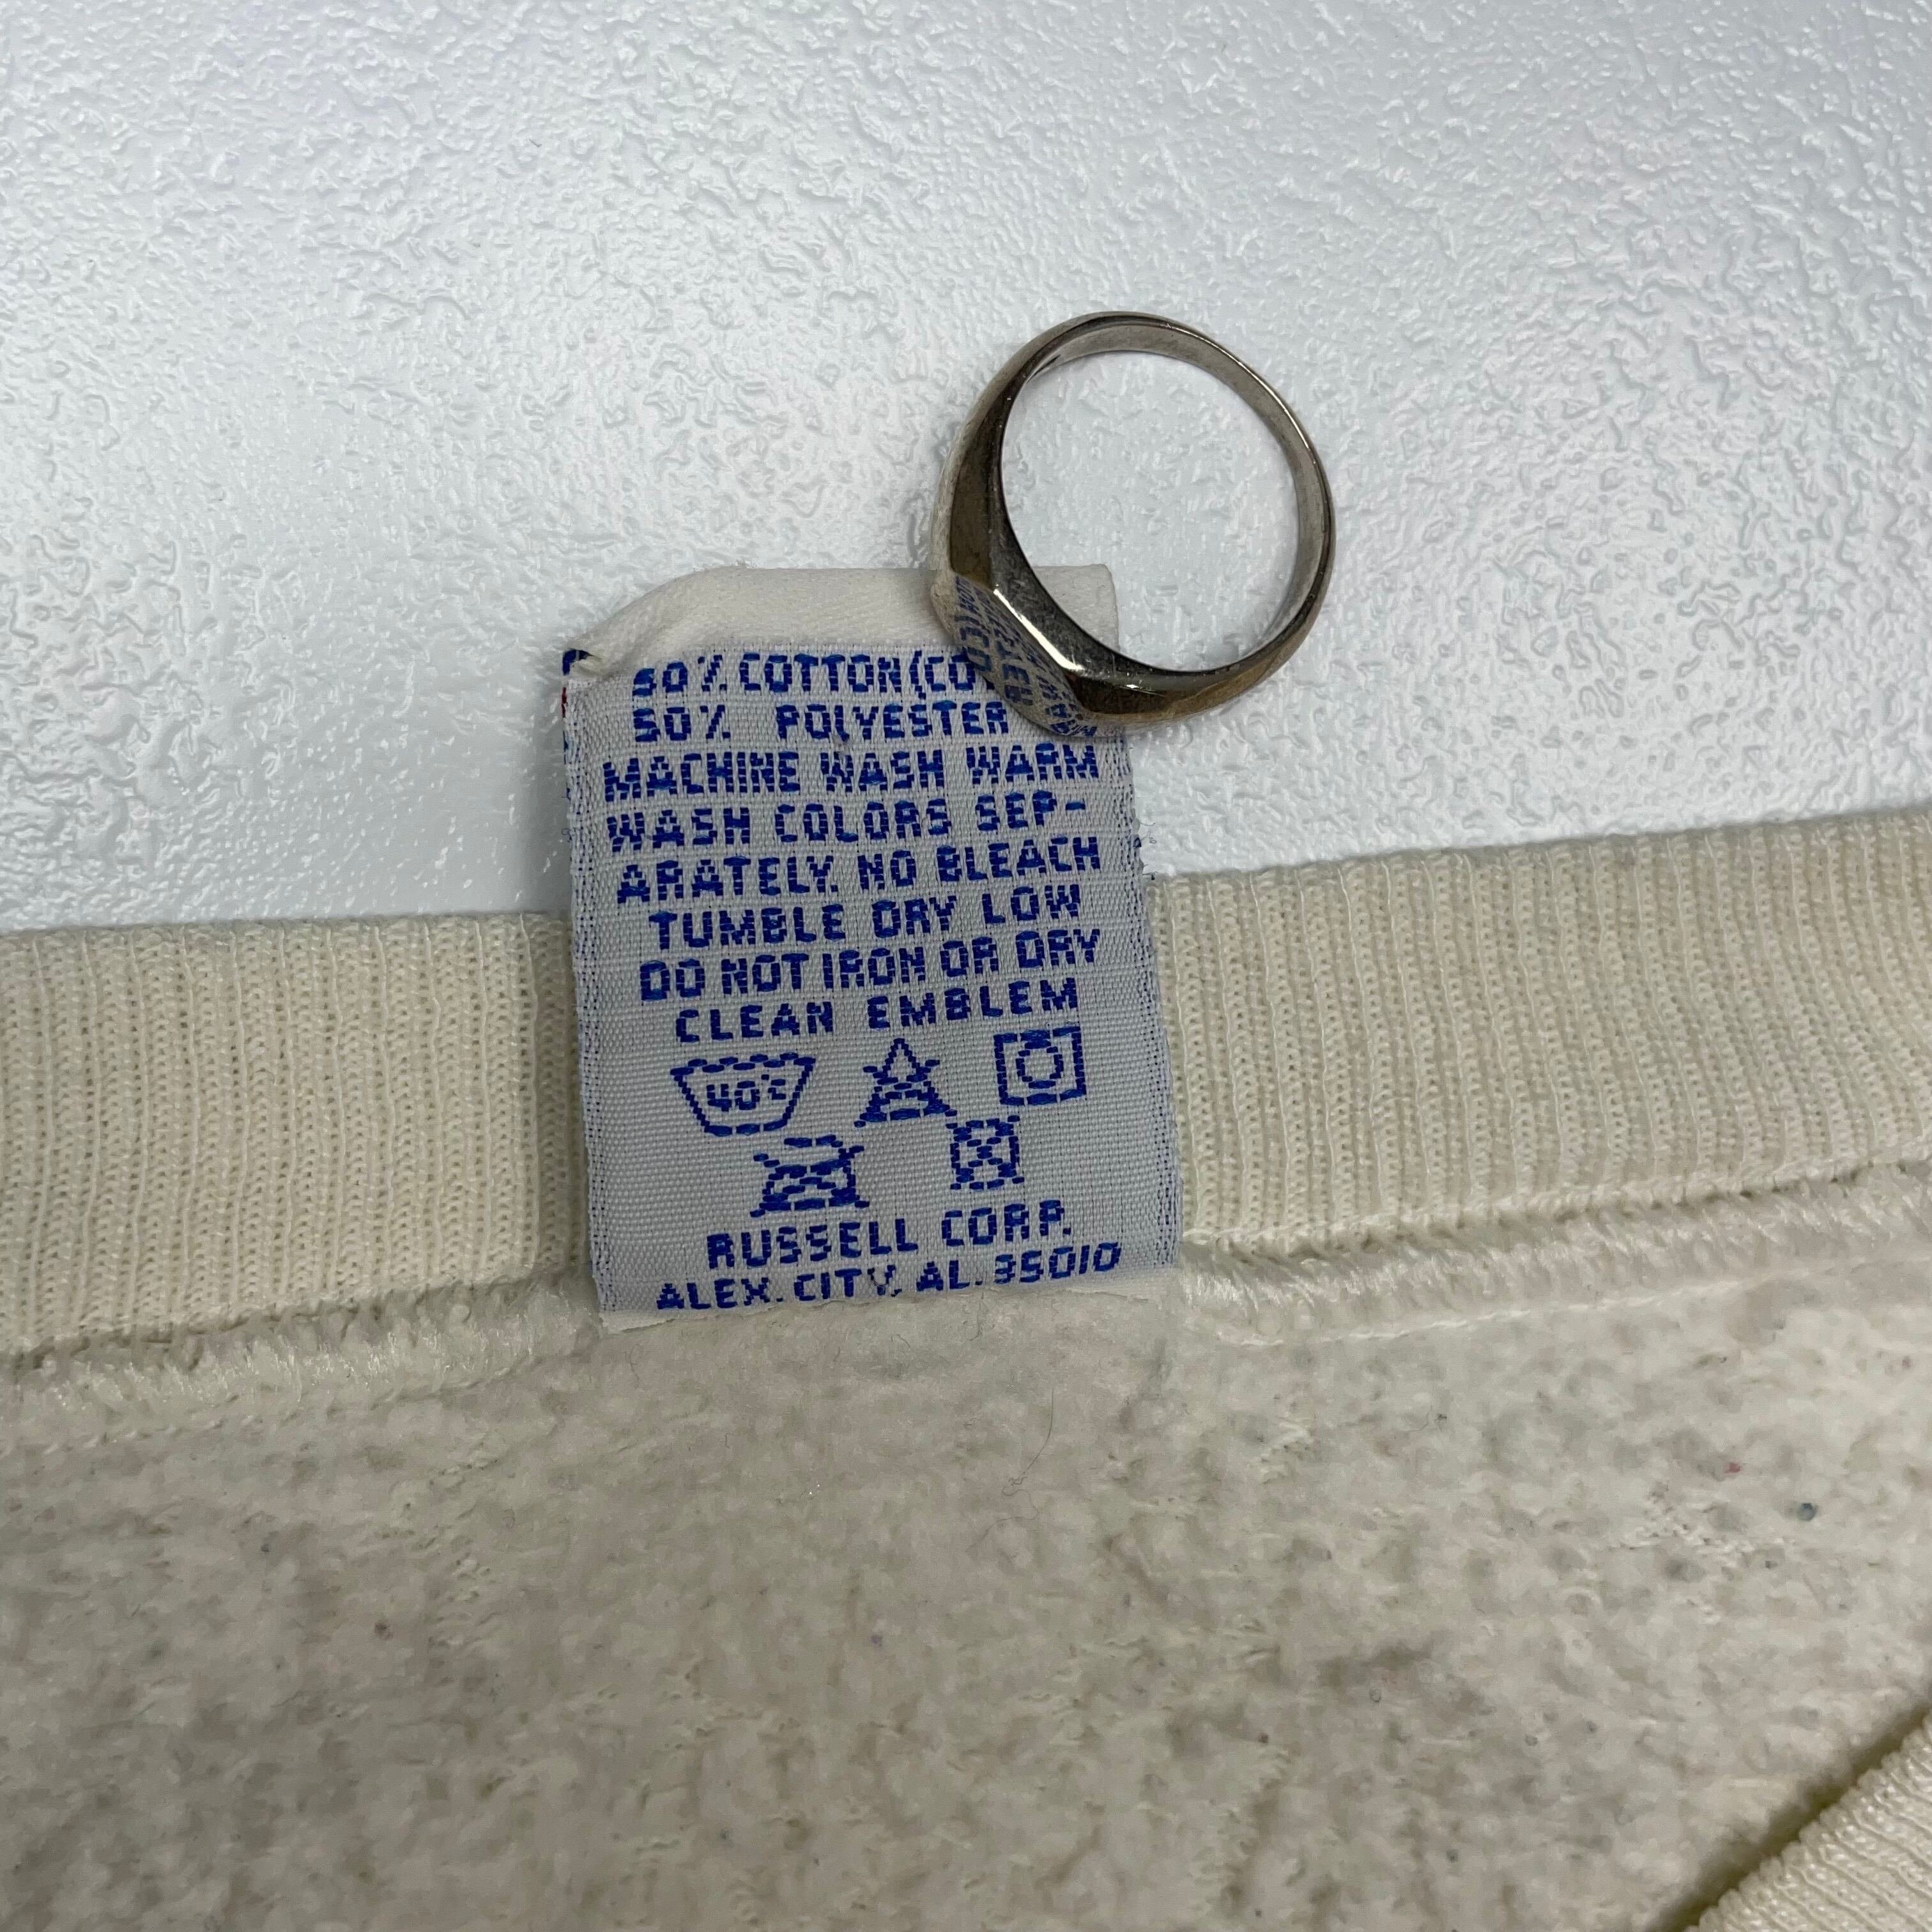 50% COTTON (CO
50% POLYESTER
MACHINE WASH WARM
WASH COLORS SEP-
ARATELY. NO BLEACH
TUMBLE DRY LOW
DO NOT IRON OR DRY
CLEAN EMBLEM
40°C
RUSSELL CORP.
ALEX. CITY, AL. 35010